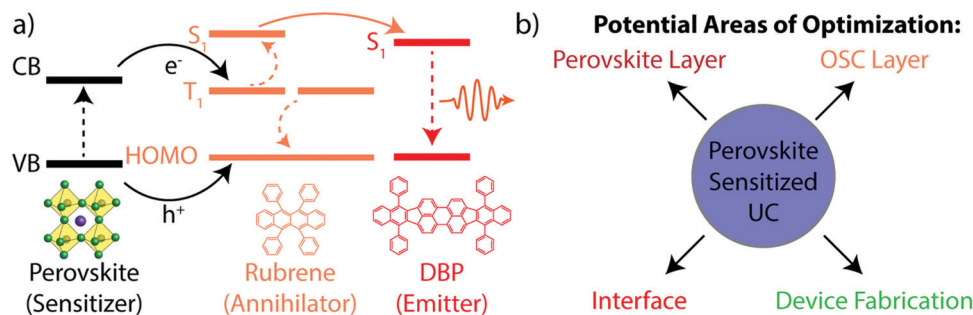 a)
S1
S1
CB
e-
T1
VB
HOMO
h+
Perovskite
(Sensitizer)
Rubrene
(Annihilator)
DBP
(Emitter)
b)
Potential Areas of Optimization:
Perovskite Layer
OSC Layer
Perovskite
Sensitized
UC
Interface
Device Fabrication